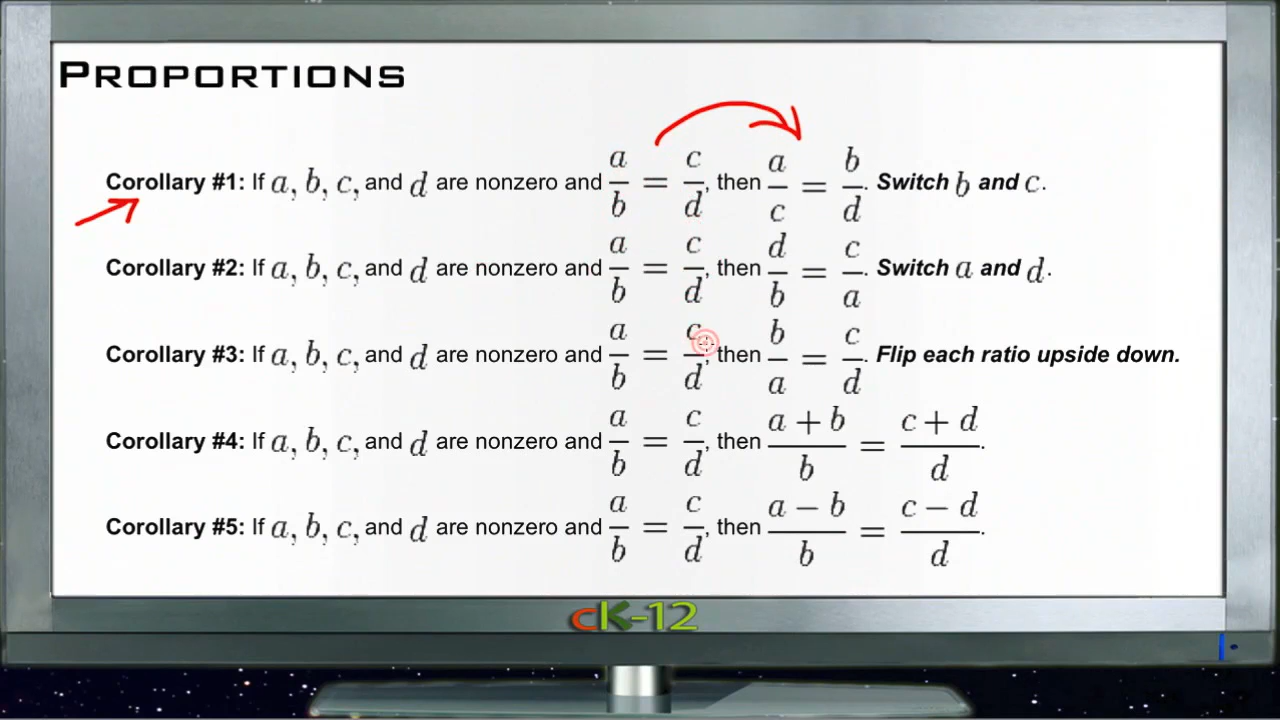 PROPORTIONS
Corollary #1: If a, b, c, and d are nonzero and a/b = c/d, then a/c = b/d. Switch b and c.
Corollary #2: If a, b, c, and d are nonzero and a/b = c/d, then d/b = c/a. Switch a and d.
Corollary #3: If a, b, c, and d are nonzero and a/b = c/d, then b/a = c/d. Flip each ratio upside down.
Corollary #4: If a, b, c, and d are nonzero and a/b = c/d, then (a + b)/b = (c + d)/d.
Corollary #5: If a, b, c, and d are nonzero and a/b = c/d, then (a − b)/b = (c − d)/d.
cK-12